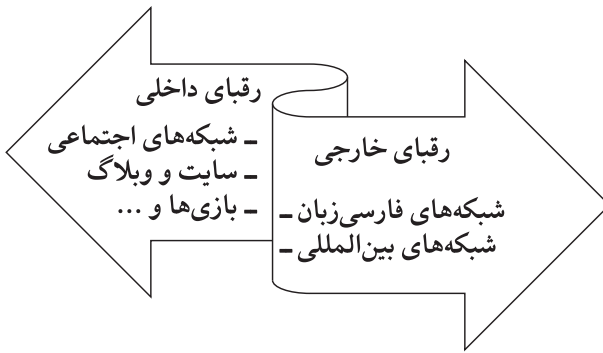 رقبای داخلی
ـ شبکه‌های اجتماعی
ـ سایت و وبلاگ
ـ بازی‌ها و ...
رقبای خارجی
شبکه‌های فارسی‌زبان ـ
شبکه‌های بین‌المللی ـ